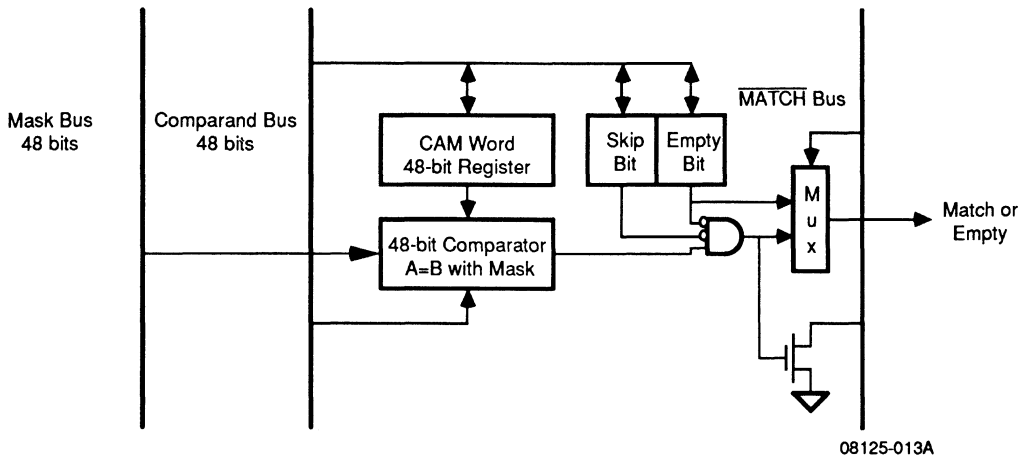 Mask Bus
48 bits
Comparand Bus
48 bits
CAM Word
48-bit Register
48-bit Comparator
A=B with Mask
Skip
Bit
Empty
Bit
MATCH Bus
M
u
x
Match or
Empty
08125-013A